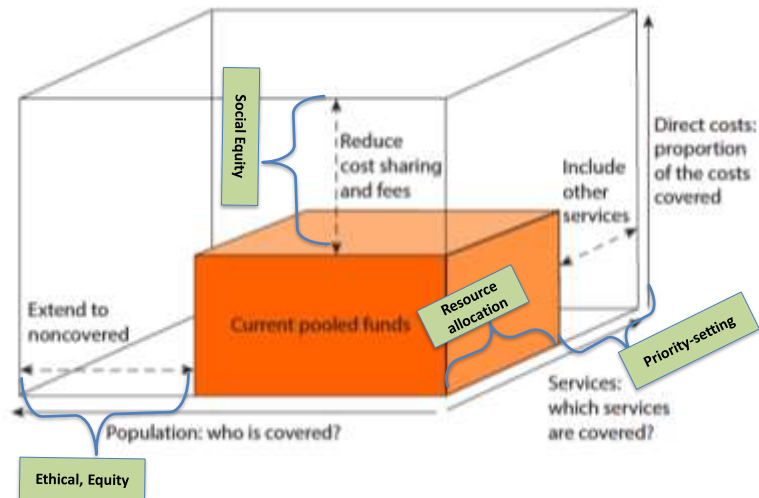 Social Equity
Reduce
cost sharing
and fees
Include
other
services
Direct costs:
proportion
of the costs
covered
Extend to
noncovered
Current pooled funds
Resource
allocation
Priority-setting
Services:
which services
are covered?
Population: who is covered?
Ethical, Equity